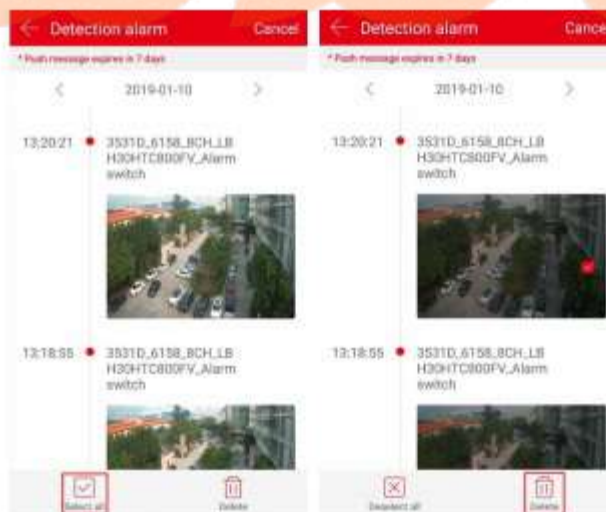 Detection alarm Cancel
* Push message expires in 7 days
2019-01-10
13:20:21
3531D_6158_8CH_LB
H30HTC800FV_Alarm
switch
13:18:55
3531D_6158_8CH_LB
H30HTC800FV_Alarm
switch
Select all
Delete
Detection alarm Cancel
* Push message expires in 7 days
2019-01-10
13:20:21
3531D_6158_8CH_LB
H30HTC800FV_Alarm
switch
13:18:55
3531D_6158_8CH_LB
H30HTC800FV_Alarm
switch
Deselect all
Delete